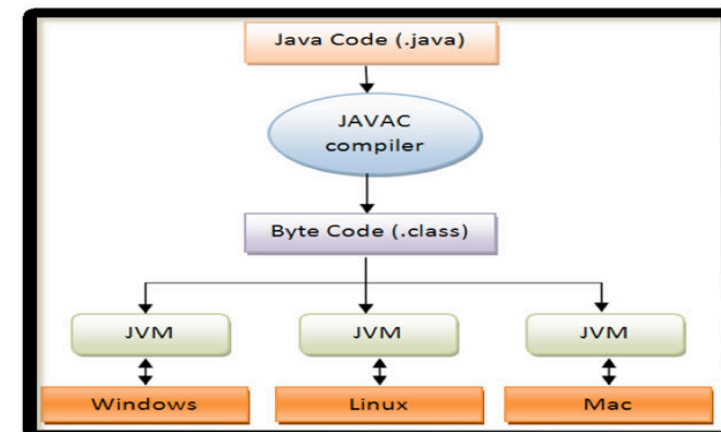 Java Code (.java)
JAVAC
compiler
Byte Code (.class)
JVM
JVM
JVM
Windows
Linux
Mac